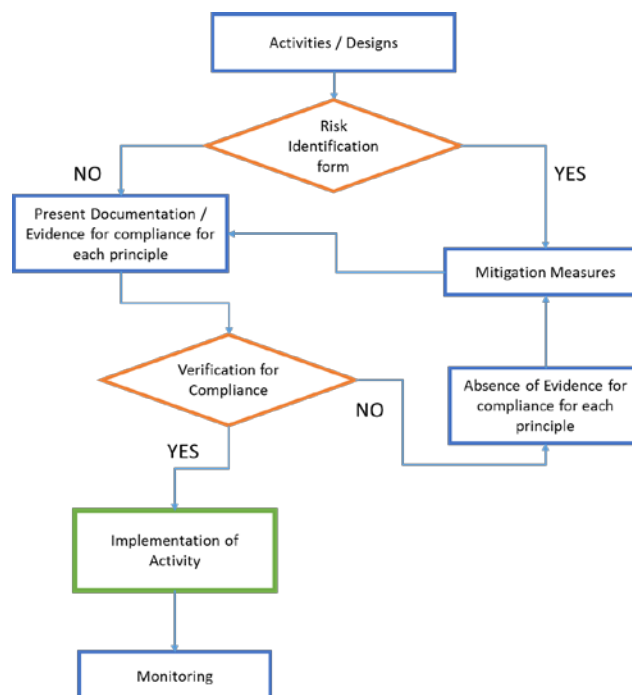 Activities / Designs
Risk
Identification
form
NO
YES
Present Documentation /
Evidence for compliance for
each principle
Mitigation Measures
Verification for
Compliance
Absence of Evidence for
compliance for each
principle
NO
YES
Implementation of
Activity
Monitoring